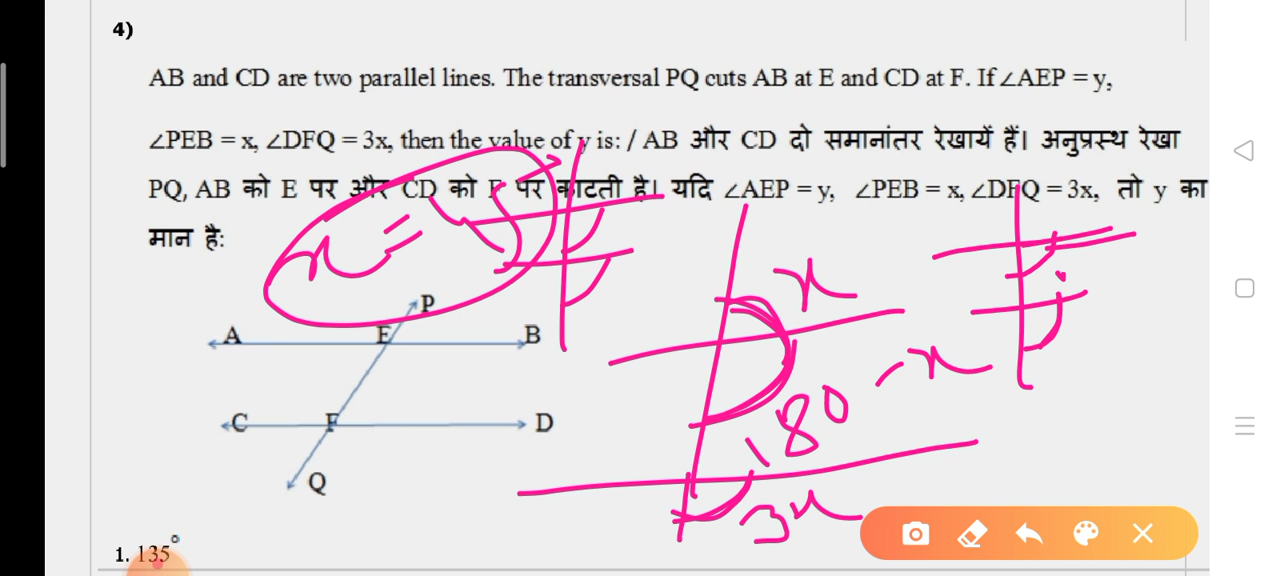 4)
AB and CD are two parallel lines. The transversal PQ cuts AB at E and CD at F. If ∠AEP = y,
∠PEB = x, ∠DFQ = 3x, then the value of y is: / AB और CD दो समानांतर रेखायें हैं। अनुप्रस्थ रेखा
PQ, AB को E पर और CD को F पर काटती है। यदि ∠AEP = y, ∠PEB = x, ∠DFQ = 3x, तो y का
मान है:
x = 45
x
P
A E B
180 - x
C F D
Q
3x
1. 135°